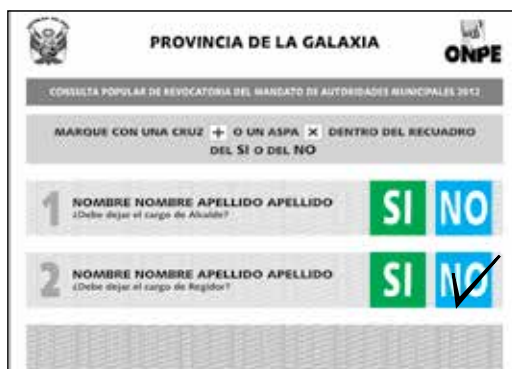 PROVINCIA DE LA GALAXIA
ONPE
CONSULTA POPULAR DE REVOCATORIA DEL MANDATO DE AUTORIDADES MUNICIPALES 2012
MARQUE CON UNA CRUZ + O UN ASPA X DENTRO DEL RECUADRO
DEL SI O DEL NO
1 NOMBRE NOMBRE APELLIDO APELLIDO SI NO
¿Debe dejar el cargo de Alcalde?
2 NOMBRE NOMBRE APELLIDO APELLIDO SI NO
¿Debe dejar el cargo de Regidor?